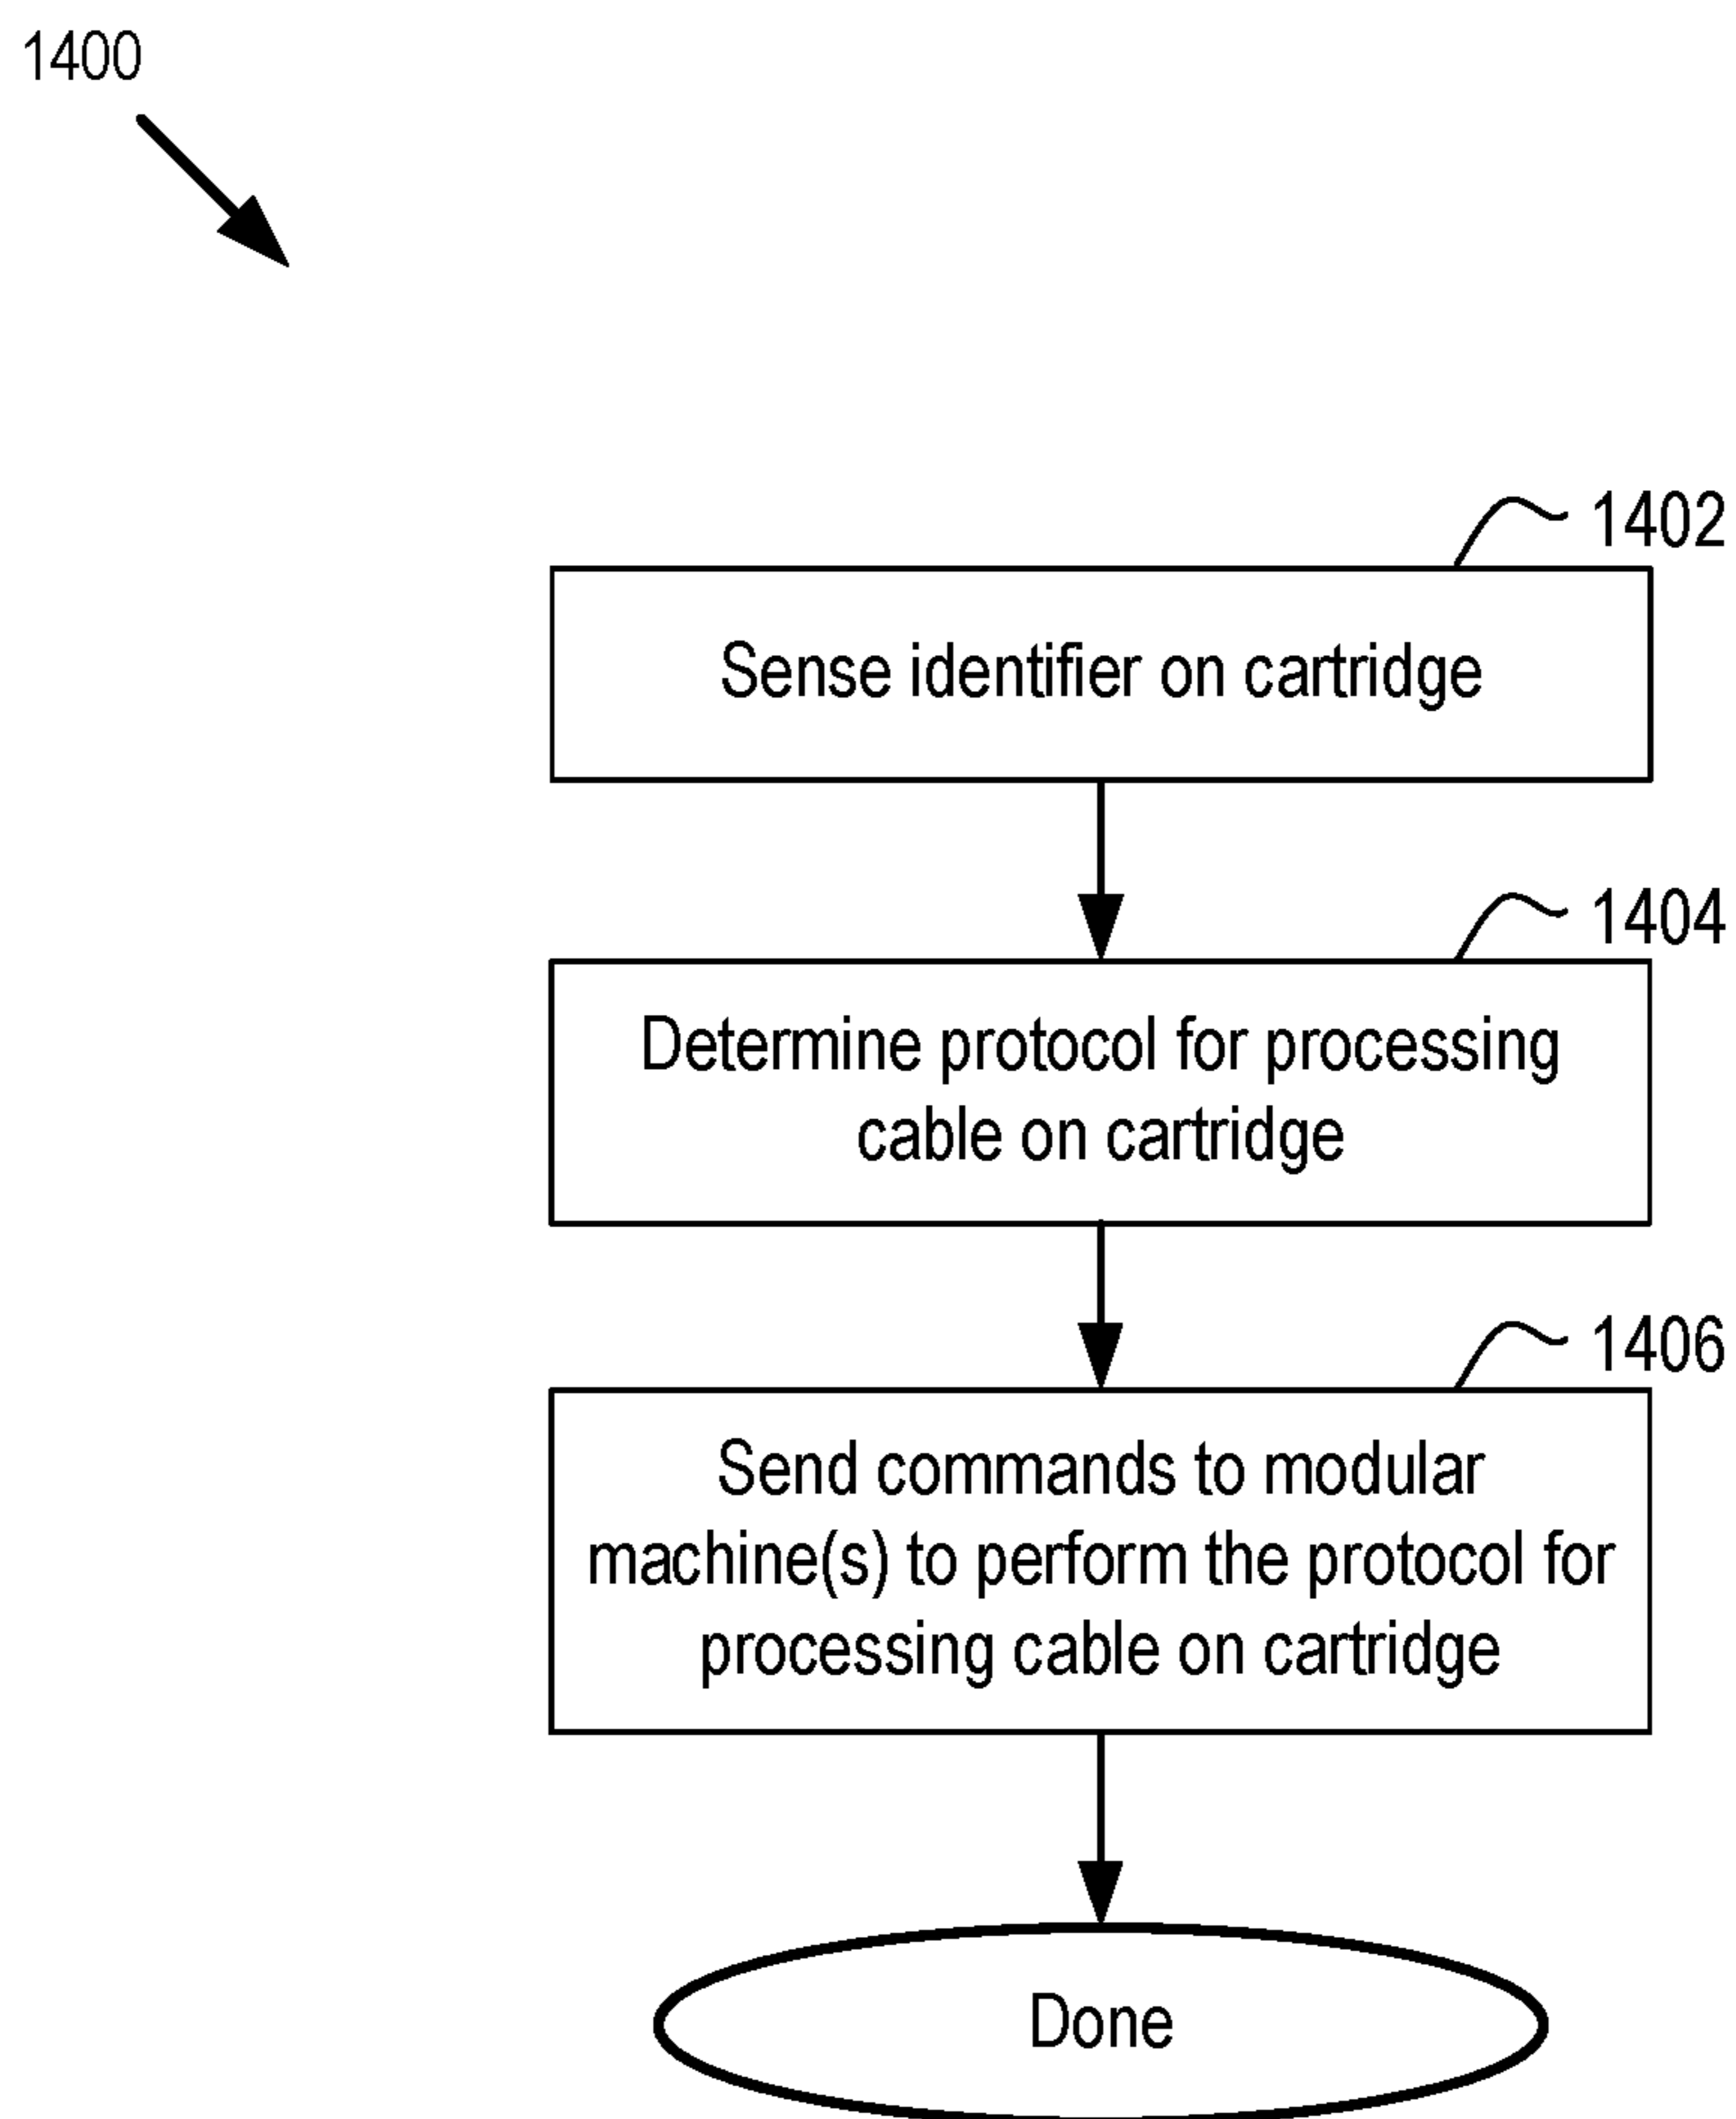 1400
1402
Sense identifier on cartridge
1404
Determine protocol for processing
cable on cartridge
1406
Send commands to modular
machine(s) to perform the protocol for
processing cable on cartridge
Done